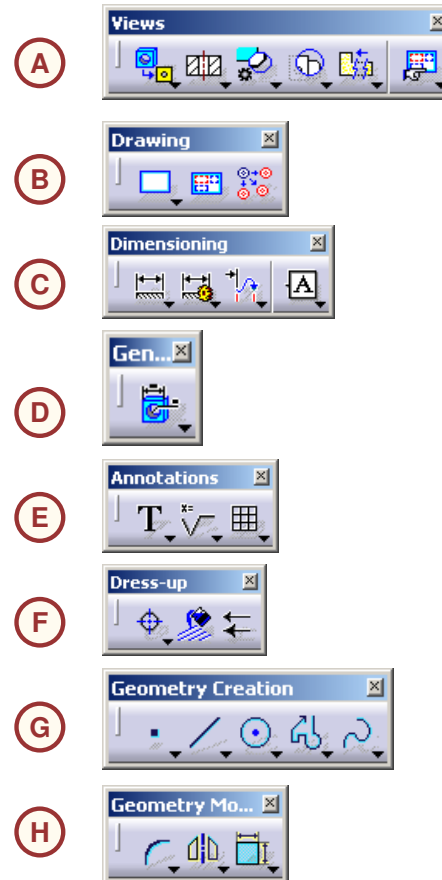 A
Views
B
Drawing
C
Dimensioning
A
D
Gen...
E
Annotations
T x=
F
Dress-up
G
Geometry Creation
H
Geometry Mo...